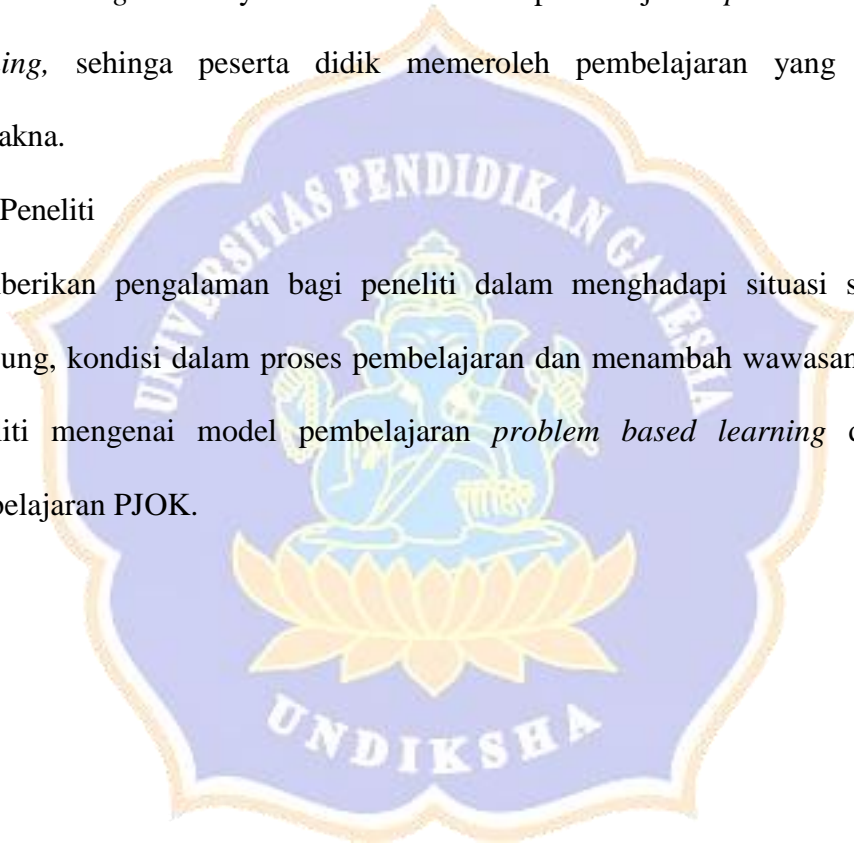 ing, sehinga peserta didik memeroleh pembelajaran yang
akna.
Peneliti
berikan pengalaman bagi peneliti dalam menghadapi situasi s
ung, kondisi dalam proses pembelajaran dan menambah wawasan
iti mengenai model pembelajaran problem based learning d
belajaran PJOK.
UNIVERSITAS PENDIDIKAN GANESHA
UNDIKSHA